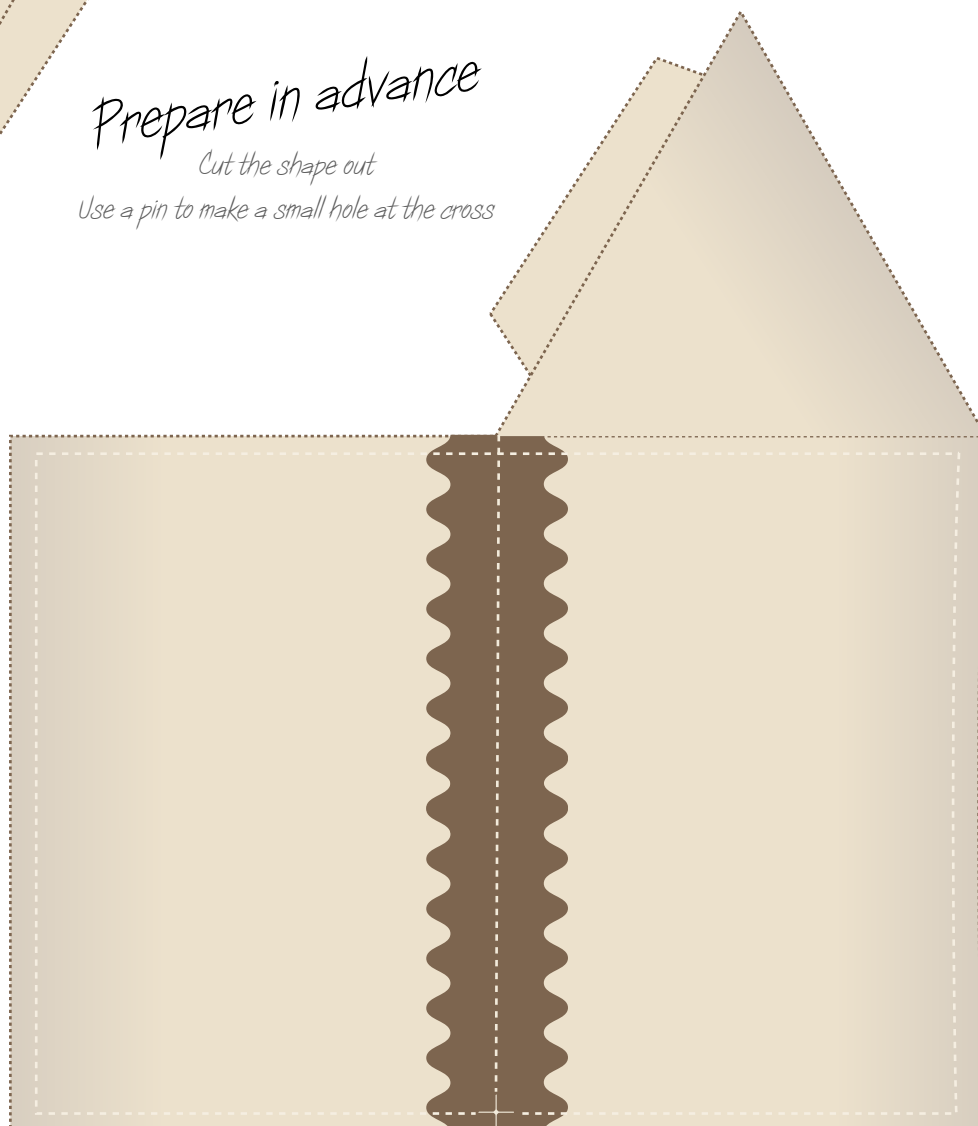 Prepare in advance
Cut the shape out
Use a pin to make a small hole at the cross